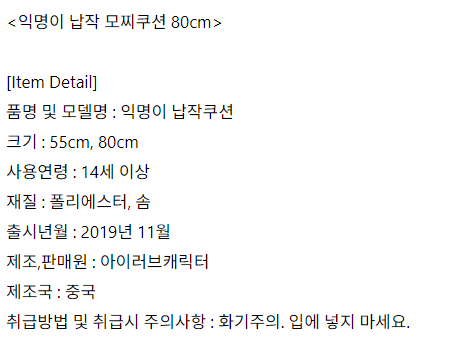 <익명이 납작 모찌쿠션 80cm>
[Item Detail]
품명 및 모델명 : 익명이 납작쿠션
크기 : 55cm, 80cm
사용연령 : 14세 이상
재질 : 폴리에스터, 솜
출시년월 : 2019년 11월
제조,판매원 : 아이러브캐릭터
제조국 : 중국
취급방법 및 취급시 주의사항 : 화기주의. 입에 넣지 마세요.